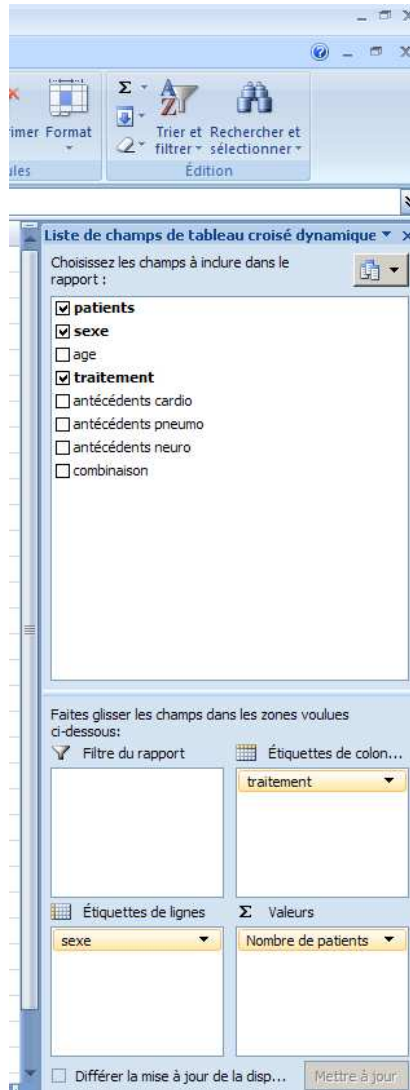 Σ
imer Format
Trier et Rechercher et
filtrer sélectionner
ules
Édition
Liste de champs de tableau croisé dynamique
Choisissez les champs à inclure dans le
rapport :
patients
sexe
age
traitement
antécédents cardio
antécédents pneumo
antécédents neuro
combinaison
Faites glisser les champs dans les zones voulues
ci-dessous:
Filtre du rapport
Étiquettes de colon...
traitement
Étiquettes de lignes
Σ Valeurs
sexe
Nombre de patients
Différer la mise à jour de la disp...
Mettre à jour